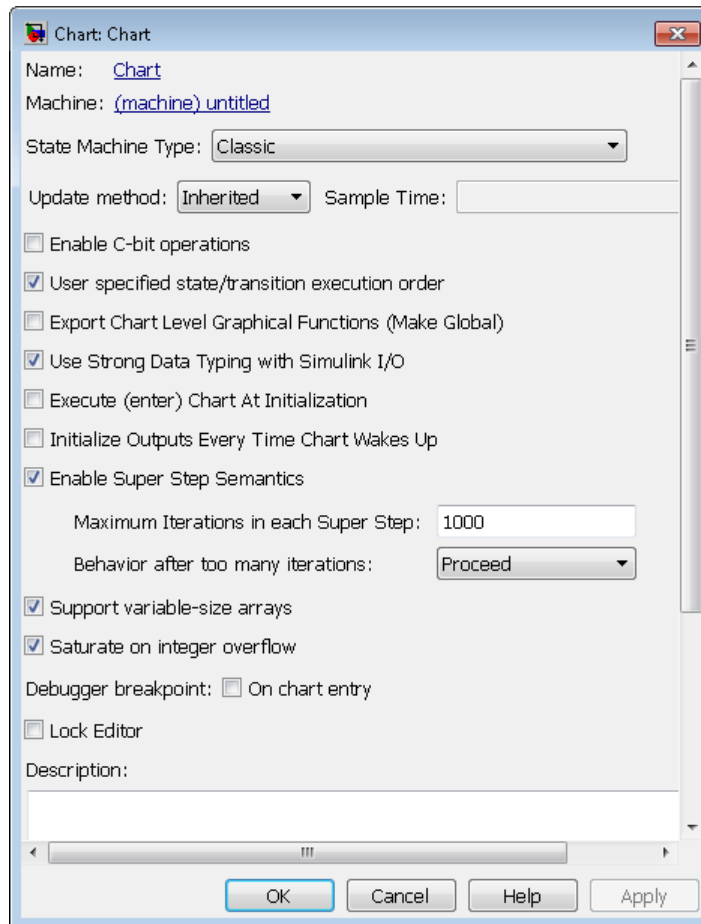 Chart: Chart
Name: Chart
Machine: (machine) untitled
State Machine Type: Classic
Update method: Inherited Sample Time:
Enable C-bit operations
User specified state/transition execution order
Export Chart Level Graphical Functions (Make Global)
Use Strong Data Typing with Simulink I/O
Execute (enter) Chart At Initialization
Initialize Outputs Every Time Chart Wakes Up
Enable Super Step Semantics
Maximum Iterations in each Super Step: 1000
Behavior after too many iterations: Proceed
Support variable-size arrays
Saturate on integer overflow
Debugger breakpoint: On chart entry
Lock Editor
Description:
OK Cancel Help Apply